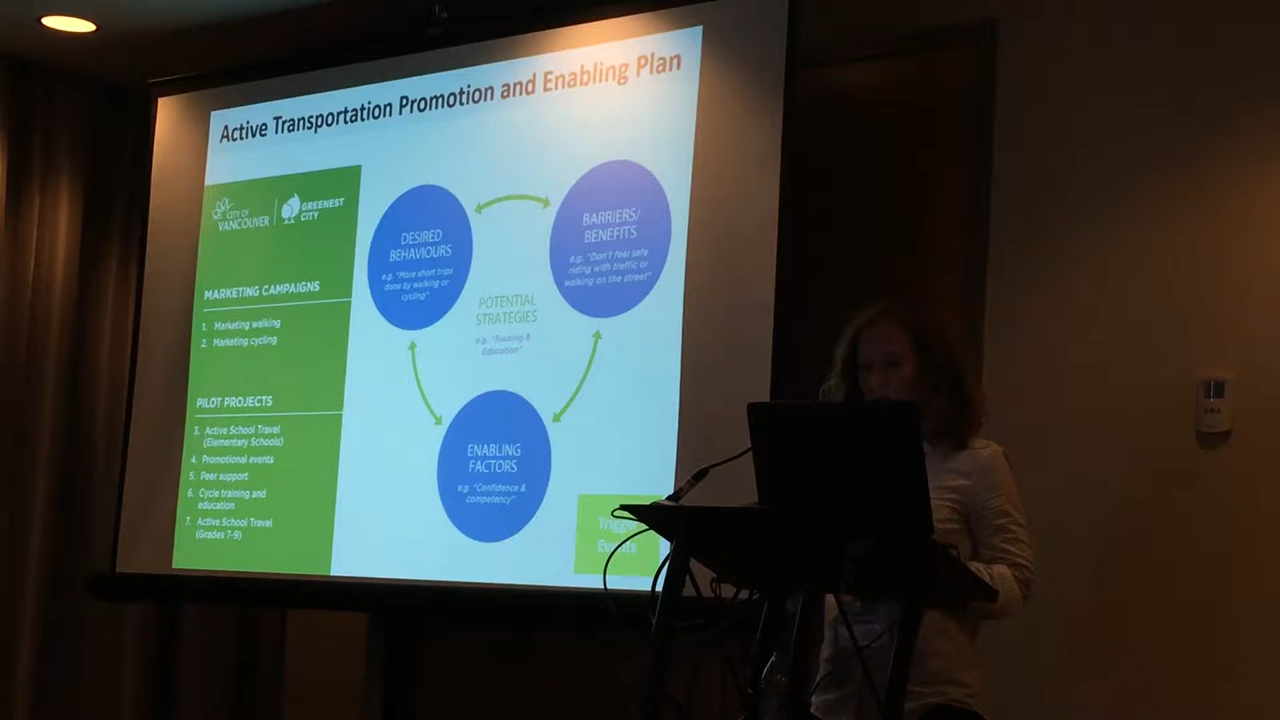 Active Transportation Promotion and Enabling Plan
CITY OF
VANCOUVER
GREENEST
CITY
MARKETING CAMPAIGNS
1. Marketing walking
2. Marketing cycling
PILOT PROJECTS
3. Active School Travel
(Elementary Schools)
4. Promotional events
5. Peer support
6. Cycle training and
education
7. Active School Travel
(Grades 7-9)
DESIRED
BEHAVIOURS
e.g. "More short trips
done by walking or
cycling"
BARRIERS/
BENEFITS
e.g. "Don't feel safe
riding with traffic or
walking on the street"
POTENTIAL
STRATEGIES
e.g. "Training &
Education"
ENABLING
FACTORS
e.g. "Confidence &
competency"
Trigger
Events